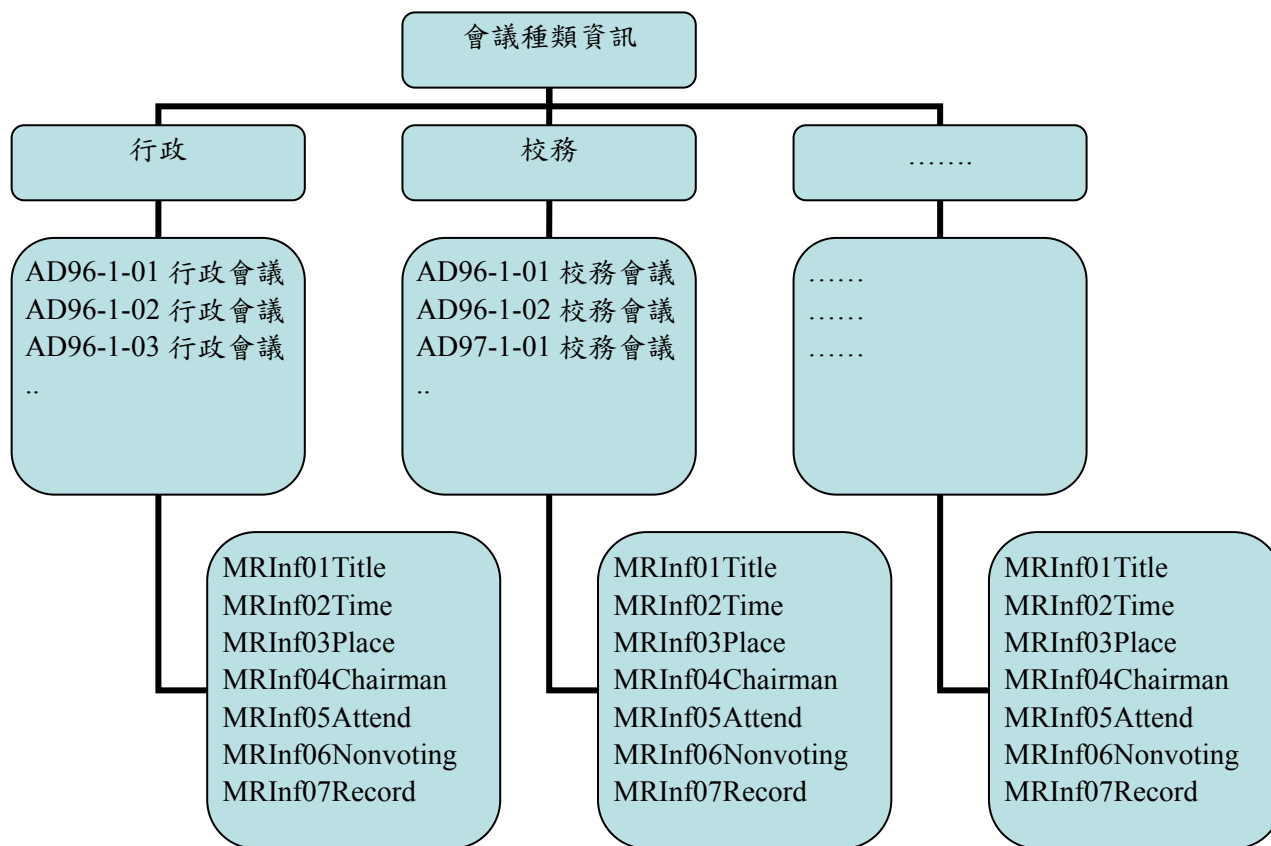 會議種類資訊
行政
校務
.......
AD96-1-01 行政會議
AD96-1-02 行政會議
AD96-1-03 行政會議
..
AD96-1-01 校務會議
AD96-1-02 校務會議
AD97-1-01 校務會議
..
......
......
......
MRInf01Title
MRInf02Time
MRInf03Place
MRInf04Chairman
MRInf05Attend
MRInf06Nonvoting
MRInf07Record
MRInf01Title
MRInf02Time
MRInf03Place
MRInf04Chairman
MRInf05Attend
MRInf06Nonvoting
MRInf07Record
MRInf01Title
MRInf02Time
MRInf03Place
MRInf04Chairman
MRInf05Attend
MRInf06Nonvoting
MRInf07Record